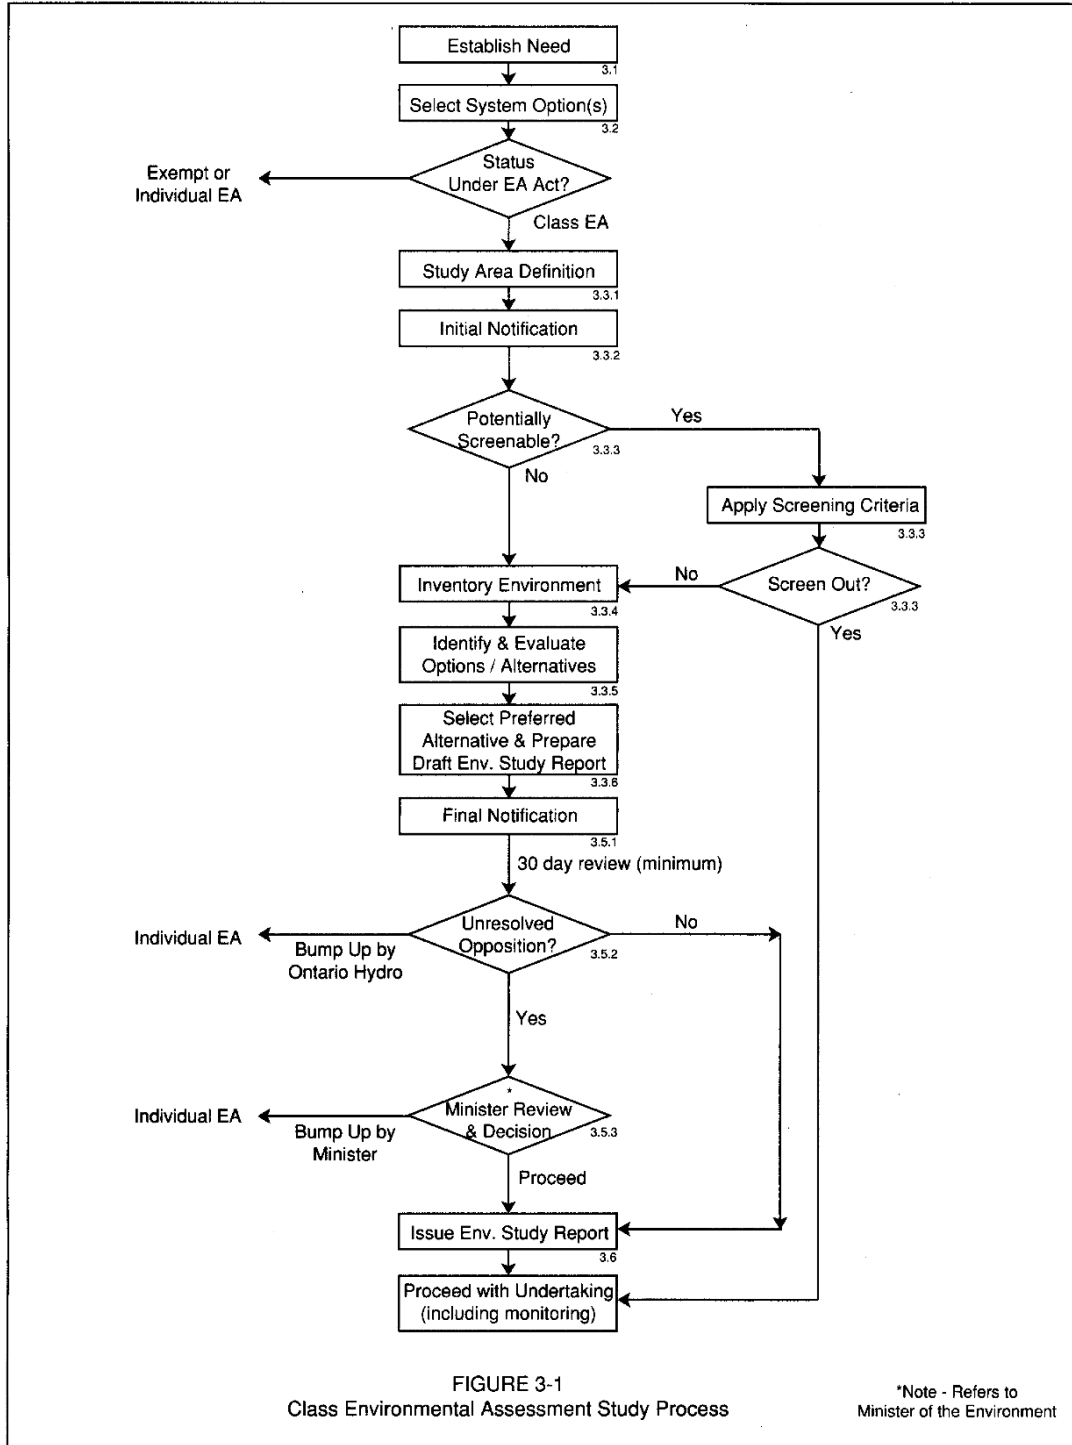 Establish Need
3.1
Select System Option(s)
3.2
Status
Under EA Act?
Exempt or
Individual EA
Class EA
Study Area Definition
3.3.1
Initial Notification
3.3.2
Potentially
Screenable?
3.3.3
Yes
No
Apply Screening Criteria
3.3.3
Screen Out?
3.3.3
No
Yes
Inventory Environment
3.3.4
Identify & Evaluate
Options / Alternatives
3.3.5
Select Preferred
Alternative & Prepare
Draft Env. Study Report
3.3.6
Final Notification
3.5.1
30 day review (minimum)
Unresolved
Opposition?
3.5.2
No
Individual EA
Bump Up by
Ontario Hydro
Yes
*
Minister Review
& Decision
3.5.3
Individual EA
Bump Up by
Minister
Proceed
Issue Env. Study Report
3.6
Proceed with Undertaking
(including monitoring)
FIGURE 3-1
Class Environmental Assessment Study Process
*Note - Refers to
Minister of the Environment